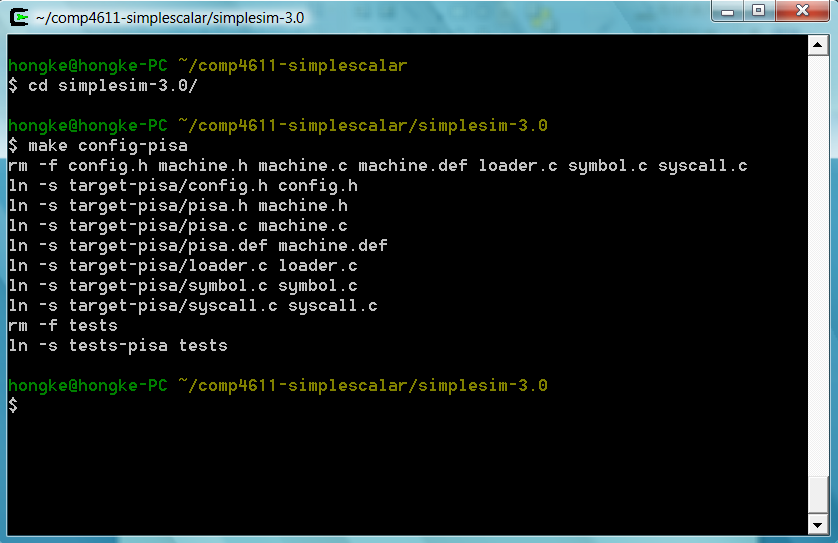 ~/comp4611-simplescalar/simplesim-3.0
hongke@hongke-PC ~/comp4611-simplescalar
$ cd simplesim-3.0/
hongke@hongke-PC ~/comp4611-simplescalar/simplesim-3.0
$ make config-pisa
rm -f config.h machine.h machine.c machine.def loader.c symbol.c syscall.c
ln -s target-pisa/config.h config.h
ln -s target-pisa/pisa.h machine.h
ln -s target-pisa/pisa.c machine.c
ln -s target-pisa/pisa.def machine.def
ln -s target-pisa/loader.c loader.c
ln -s target-pisa/symbol.c symbol.c
ln -s target-pisa/syscall.c syscall.c
rm -f tests
ln -s tests-pisa tests
hongke@hongke-PC ~/comp4611-simplescalar/simplesim-3.0
$